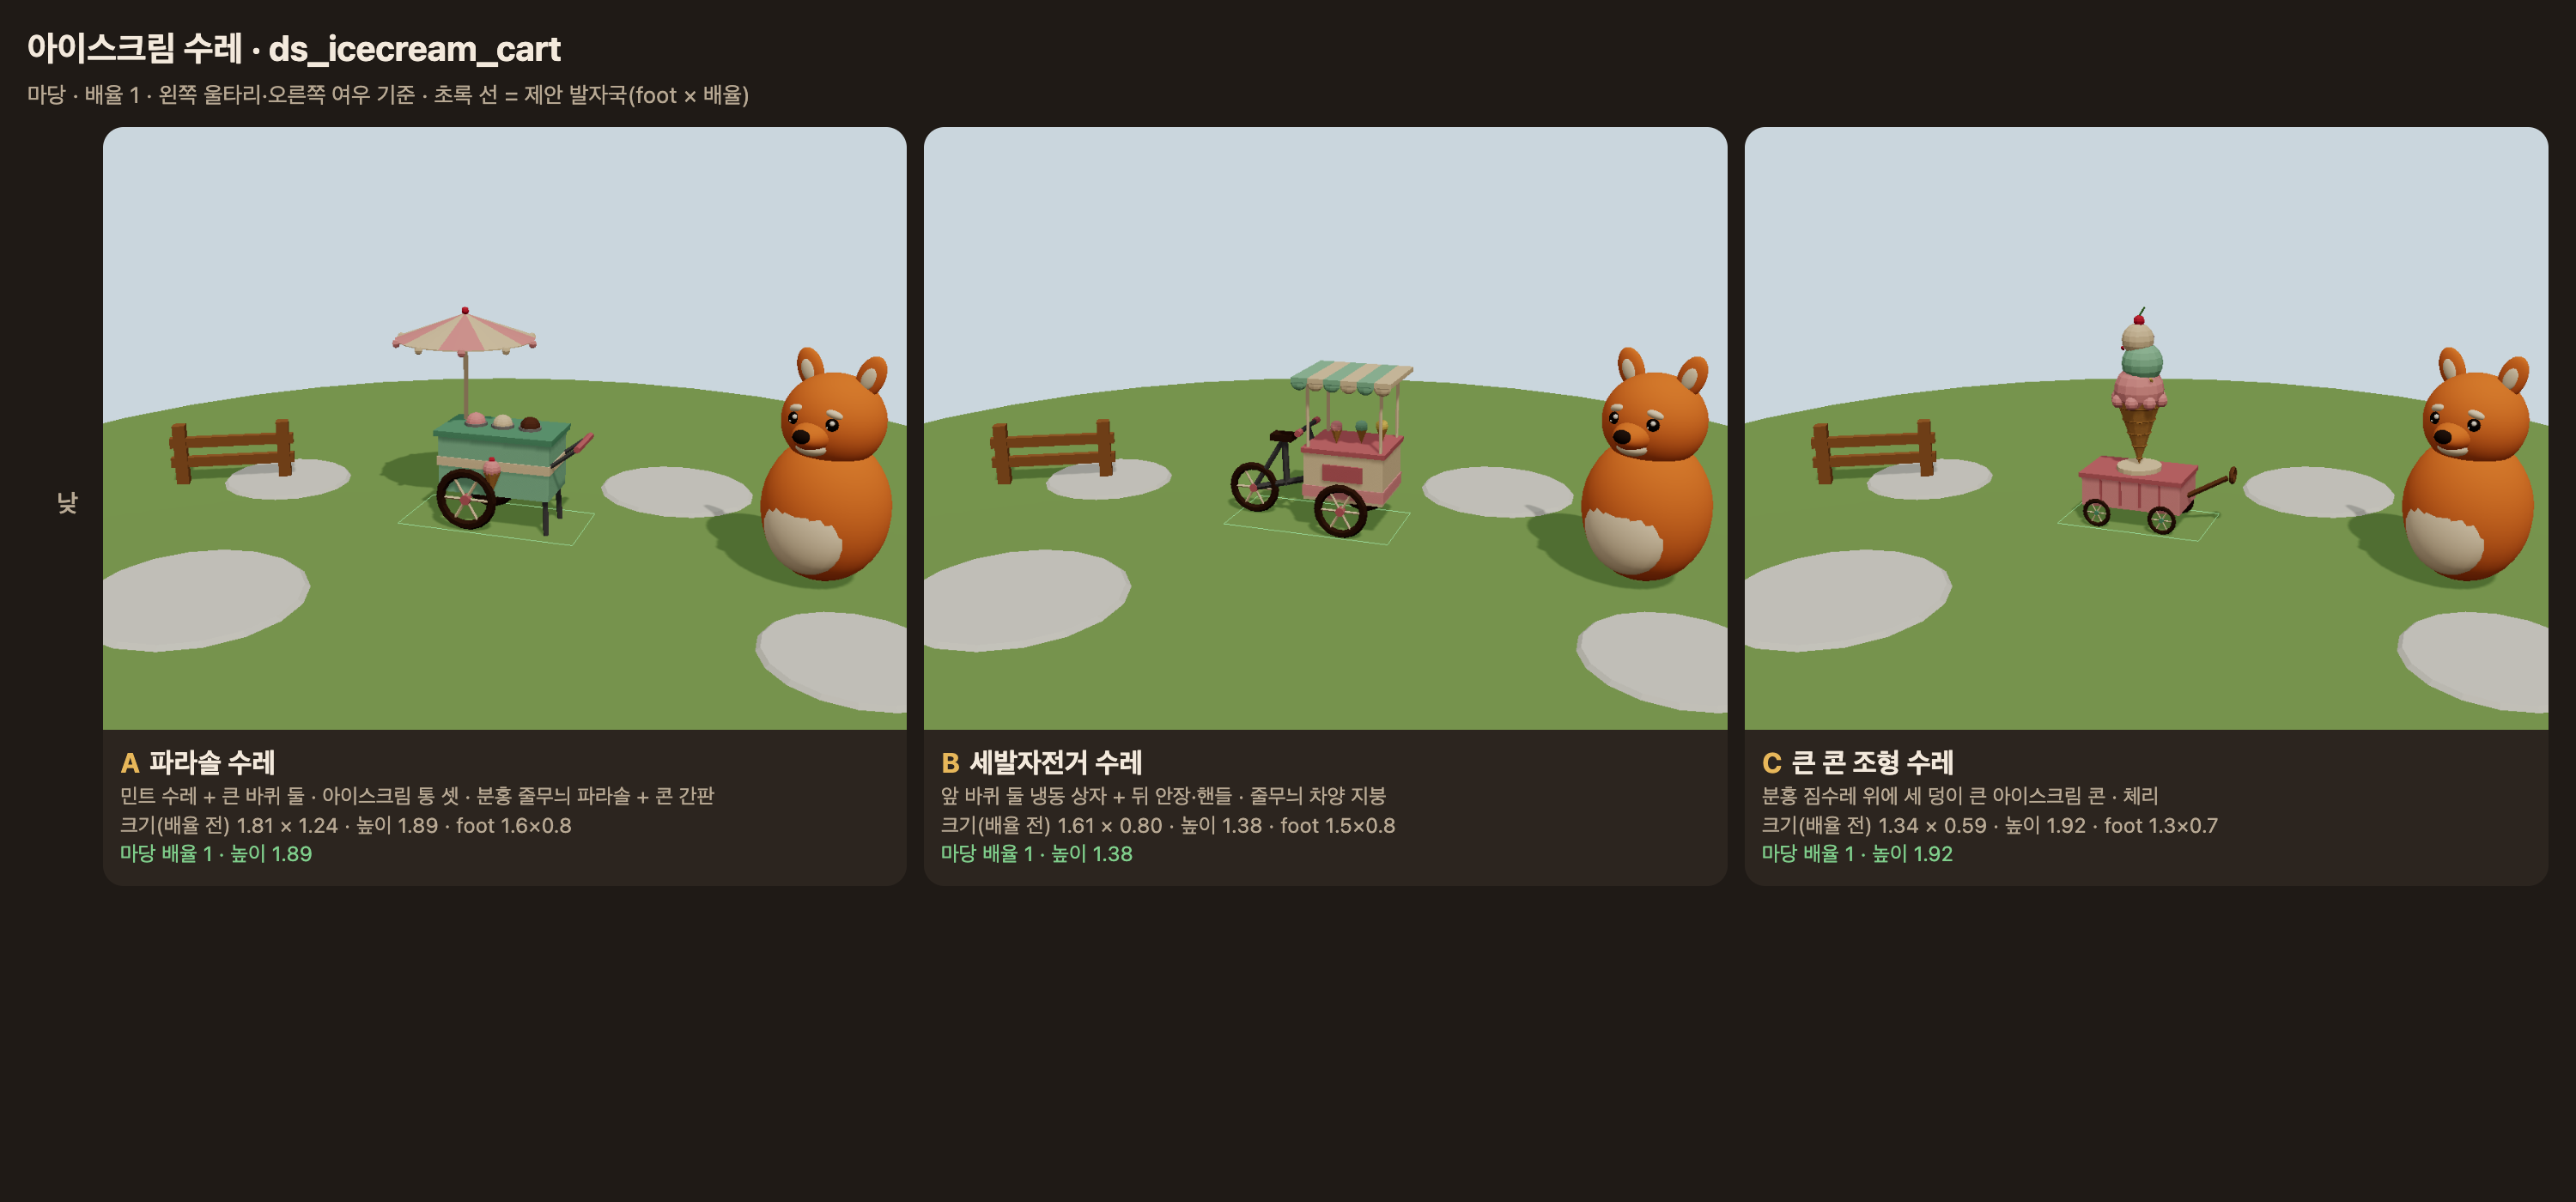 아이스크림 수레 · ds_icecream_cart
마당 · 배율 1 · 왼쪽 울타리·오른쪽 여우 기준 · 초록 선 = 제안 발자국(foot × 배율)
낮
A 파라솔 수레
민트 수레 + 큰 바퀴 둘 · 아이스크림 통 셋 · 분홍 줄무늬 파라솔 + 콘 간판
크기(배율 전) 1.81 × 1.24 · 높이 1.89 · foot 1.6×0.8
마당 배율 1 · 높이 1.89
B 세발자전거 수레
앞 바퀴 둘 냉동 상자 + 뒤 안장·핸들 · 줄무늬 차양 지붕
크기(배율 전) 1.61 × 0.80 · 높이 1.38 · foot 1.5×0.8
마당 배율 1 · 높이 1.38
C 큰 콘 조형 수레
분홍 짐수레 위에 세 덩이 큰 아이스크림 콘 · 체리
크기(배율 전) 1.34 × 0.59 · 높이 1.92 · foot 1.3×0.7
마당 배율 1 · 높이 1.92